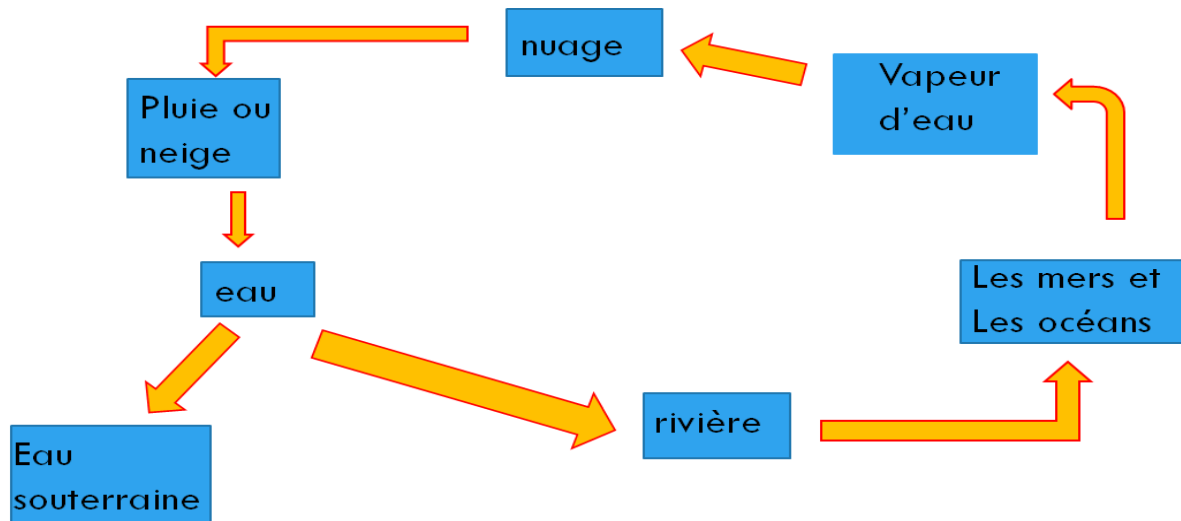 nuage
Vapeur
d’eau
Pluie ou
neige
eau
Les mers et
Les océans
rivière
Eau
souterraine